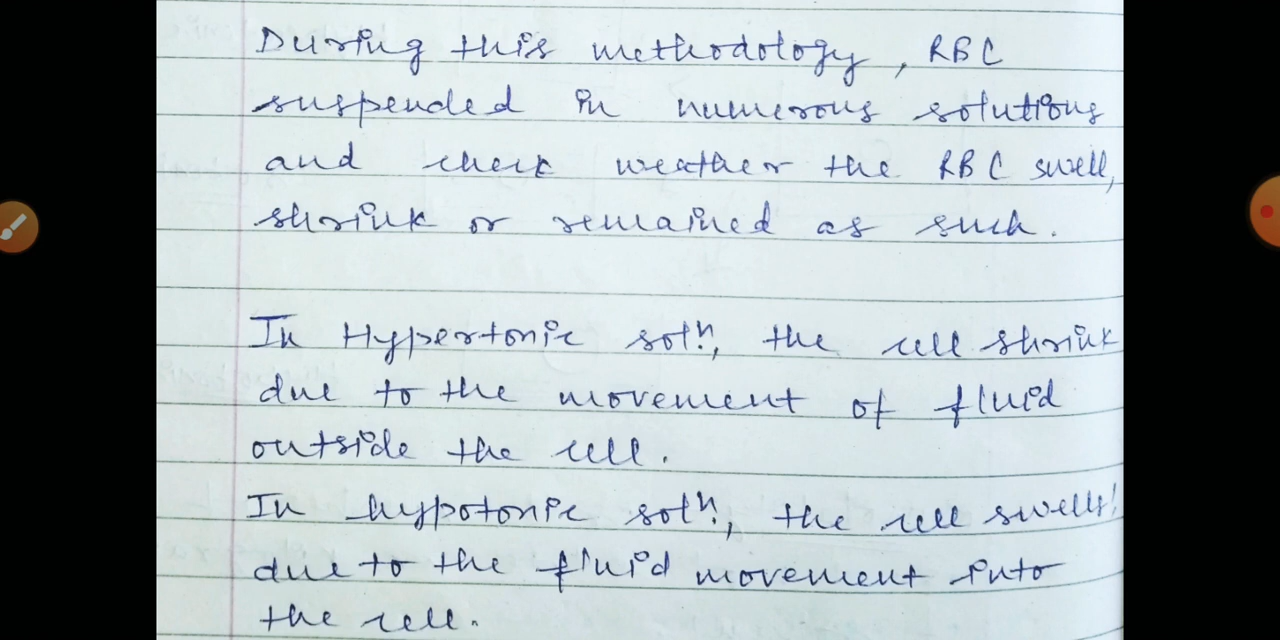 During this methodology, RBC
suspended in numerous solutions
and check weather the RBC swell,
shrink or remained as such.
In Hypertonic solⁿ, the cell shrink
due to the movement of fluid
outside the cell.
In hypotonic solⁿ, the cell swells
due to the fluid movement into
the cell.